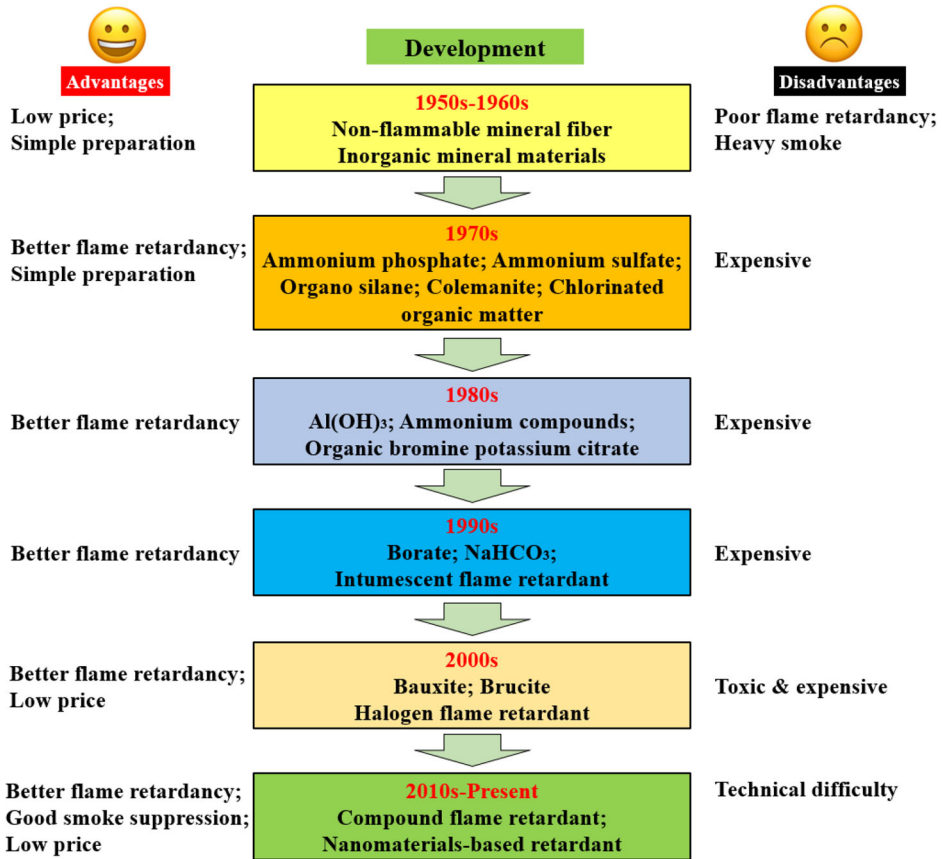 Development
Advantages
Disadvantages
Low price;
Simple preparation
1950s-1960s
Non-flammable mineral fiber
Inorganic mineral materials
Poor flame retardancy;
Heavy smoke
Better flame retardancy;
Simple preparation
1970s
Ammonium phosphate; Ammonium sulfate;
Organo silane; Colemanite; Chlorinated
organic matter
Expensive
Better flame retardancy
1980s
Al(OH)₃; Ammonium compounds;
Organic bromine potassium citrate
Expensive
Better flame retardancy
1990s
Borate; NaHCO₃;
Intumescent flame retardant
Expensive
Better flame retardancy;
Low price
2000s
Bauxite; Brucite
Halogen flame retardant
Toxic & expensive
Better flame retardancy;
Good smoke suppression;
Low price
2010s-Present
Compound flame retardant;
Nanomaterials-based retardant
Technical difficulty